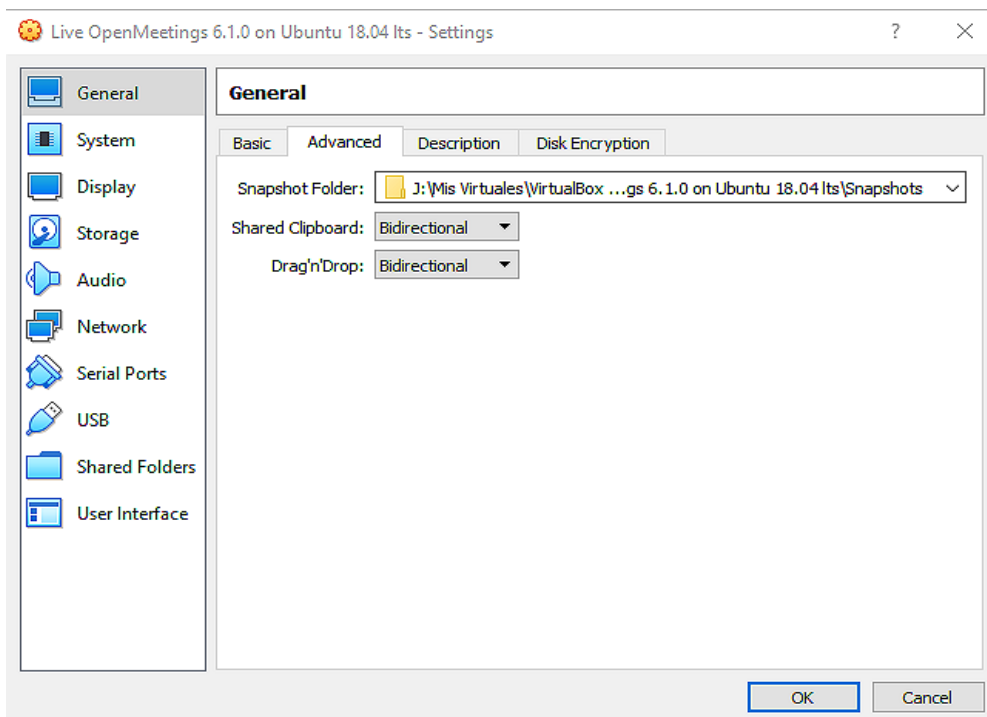 Live OpenMeetings 6.1.0 on Ubuntu 18.04 lts - Settings
?
General
System
Display
Storage
Audio
Network
Serial Ports
USB
Shared Folders
User Interface
General
Basic Advanced Description Disk Encryption
Snapshot Folder: J:\Mis Virtuales\VirtualBox ...gs 6.1.0 on Ubuntu 18.04 lts\Snapshots
Shared Clipboard: Bidirectional
Drag'n'Drop: Bidirectional
OK Cancel